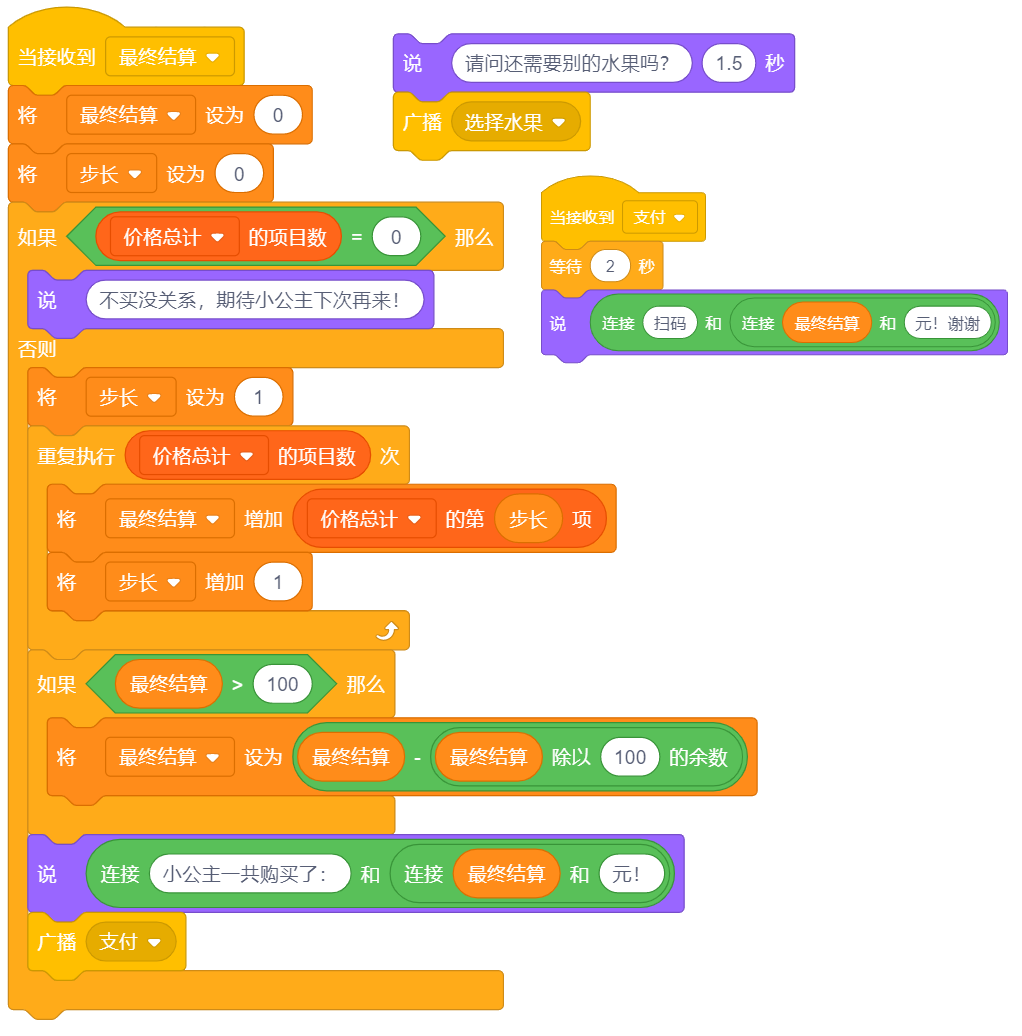 当接收到 最终结算
将 最终结算 设为 0
将 步长 设为 0
如果 价格总计 的项目数 = 0 那么
说 不买没关系，期待小公主下次再来！
否则
将 步长 设为 1
重复执行 价格总计 的项目数 次
将 最终结算 增加 价格总计 的第 步长 项
将 步长 增加 1
如果 最终结算 > 100 那么
将 最终结算 设为 最终结算 - 最终结算 除以 100 的余数
说 连接 小公主一共购买了： 和 连接 最终结算 和 元！
广播 支付
说 请问还需要别的水果吗？ 1.5 秒
广播 选择水果
当接收到 支付
等待 2 秒
说 连接 扫码 和 连接 最终结算 和 元！谢谢